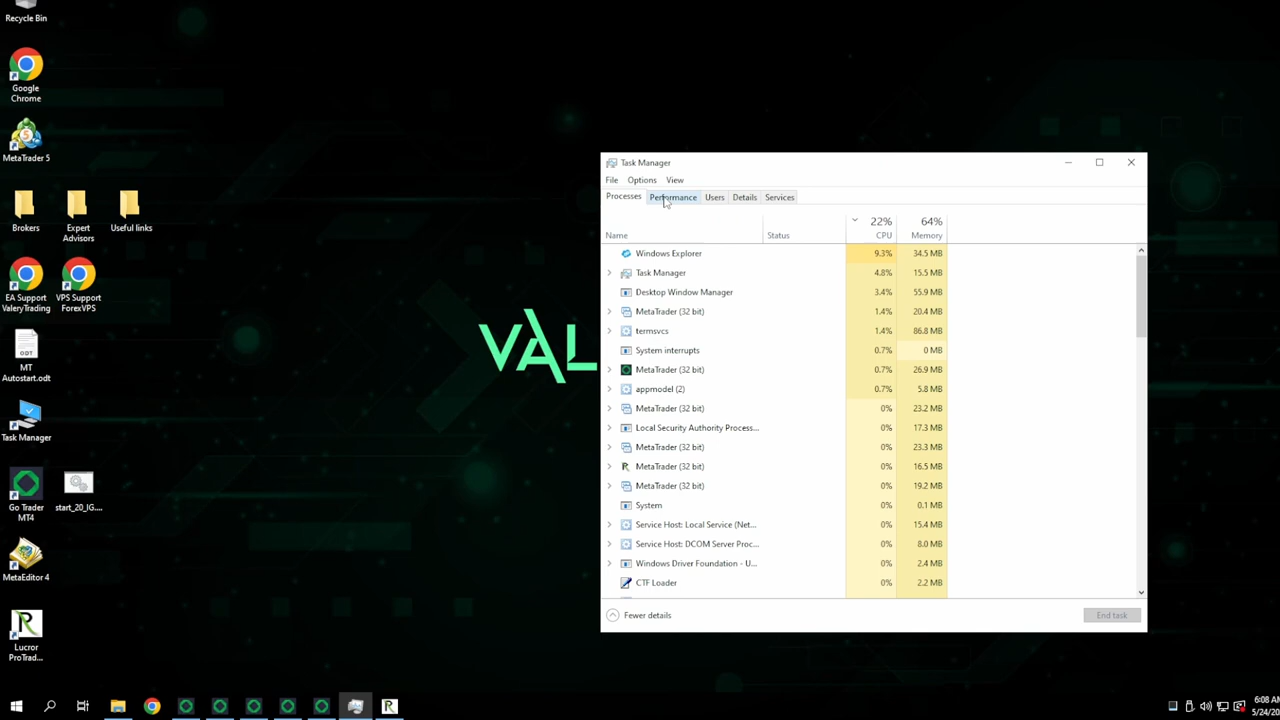 Recycle Bin
Google
Chrome
MetaTrader 5
Brokers
Expert
Advisors
Useful links
EA Support
ValeryTrading
VPS Support
ForexVPS
MT
Autostart.odt
ODT
Task Manager
Go Trader
MT4
start_20_IG....
MetaEditor 4
Lucror
ProTrad...
VAL
Task Manager
File Options View
Processes Performance Users Details Services
22% 64%
Name Status CPU Memory
Windows Explorer 9.3% 34.5 MB
Task Manager 4.8% 15.5 MB
Desktop Window Manager 3.4% 55.9 MB
MetaTrader (32 bit) 1.4% 20.4 MB
termsvcs 1.4% 86.8 MB
System interrupts 0.7% 0 MB
MetaTrader (32 bit) 0.7% 26.9 MB
appmodel (2) 0.7% 5.8 MB
MetaTrader (32 bit) 0% 23.2 MB
Local Security Authority Process... 0% 17.3 MB
MetaTrader (32 bit) 0% 23.3 MB
MetaTrader (32 bit) 0% 16.5 MB
MetaTrader (32 bit) 0% 19.2 MB
System 0% 0.1 MB
Service Host: Local Service (Net... 0% 15.4 MB
Service Host: DCOM Server Proc... 0% 8.0 MB
Windows Driver Foundation - U... 0% 2.4 MB
CTF Loader 0% 2.2 MB
Fewer details End task
6:08 AM
5/24/20